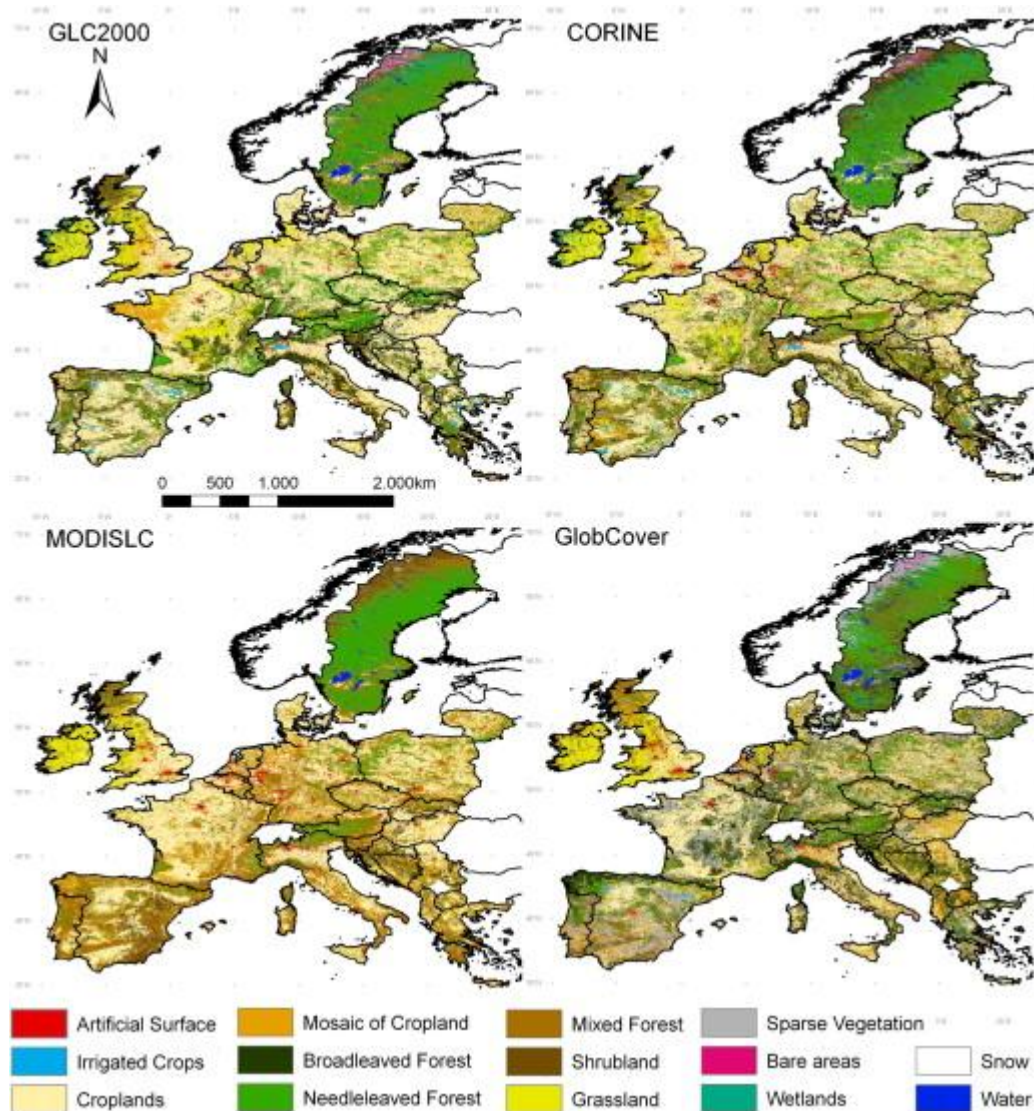 GLC2000
CORINE
N
0 500 1.000 2.000km
MODISLC
GlobCover
Artificial Surface
Mosaic of Cropland
Mixed Forest
Sparse Vegetation
Irrigated Crops
Broadleaved Forest
Shrubland
Bare areas
Snow
Croplands
Needleleaved Forest
Grassland
Wetlands
Water